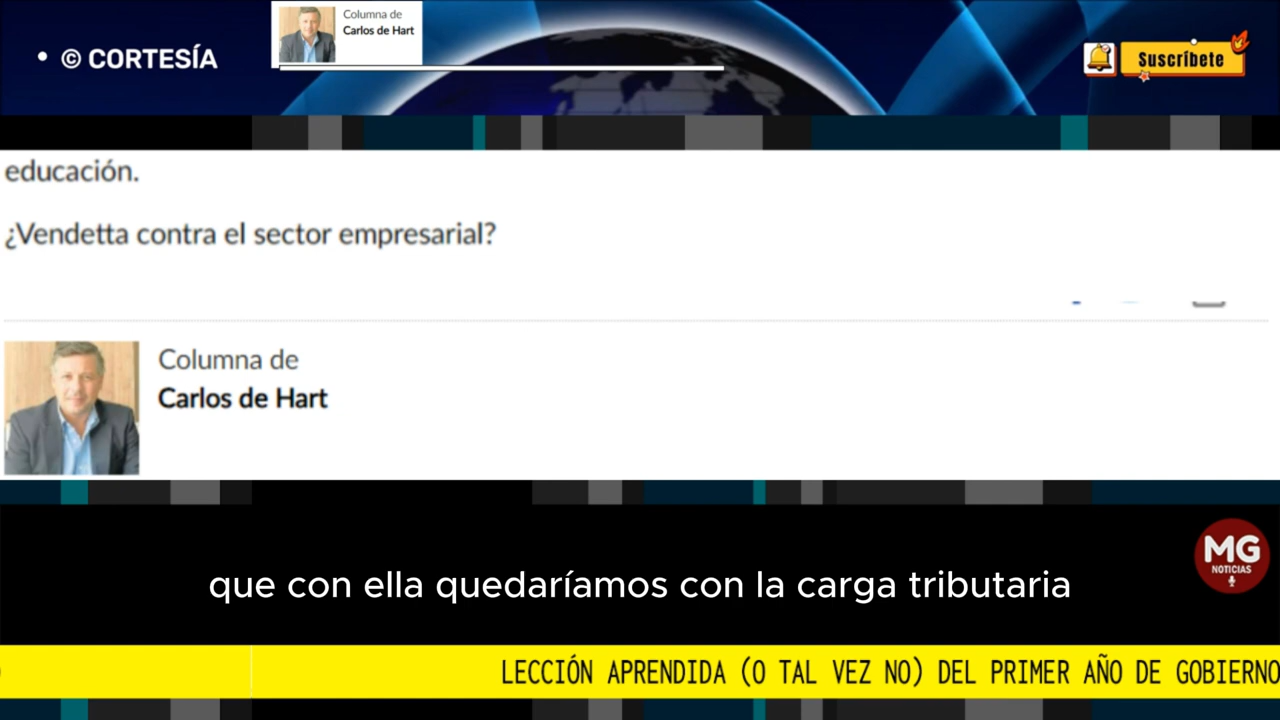 • © CORTESÍA
Columna de
Carlos de Hart
Suscríbete
educación.
¿Vendetta contra el sector empresarial?
Columna de
Carlos de Hart
MG
NOTICIAS
que con ella quedaríamos con la carga tributaria
LECCIÓN APRENDIDA (O TAL VEZ NO) DEL PRIMER AÑO DE GOBIERNO